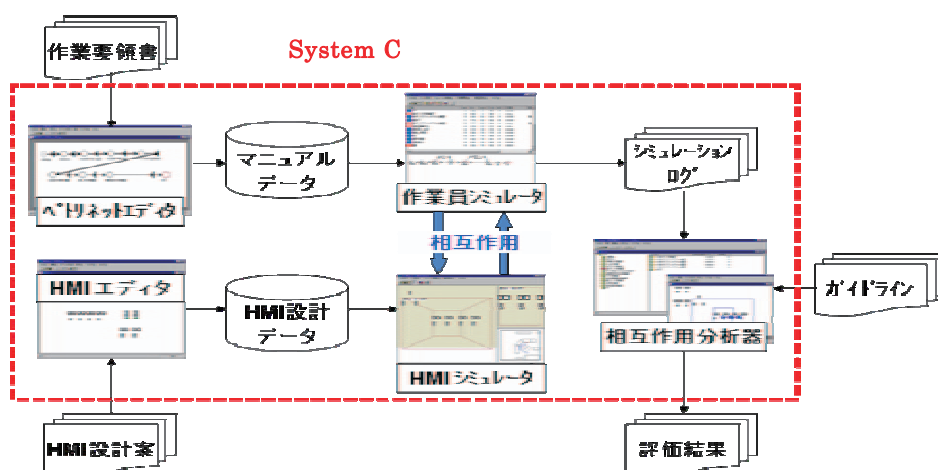 作業要領書
System C
ペトリネットエディタ
マニュアル
データ
作業員シミュレータ
シミュレーション
ログ
相互作用
HMIエディタ
HMI設計
データ
HMIシミュレータ
相互作用分析器
ガイドライン
HMI設計案
評価結果